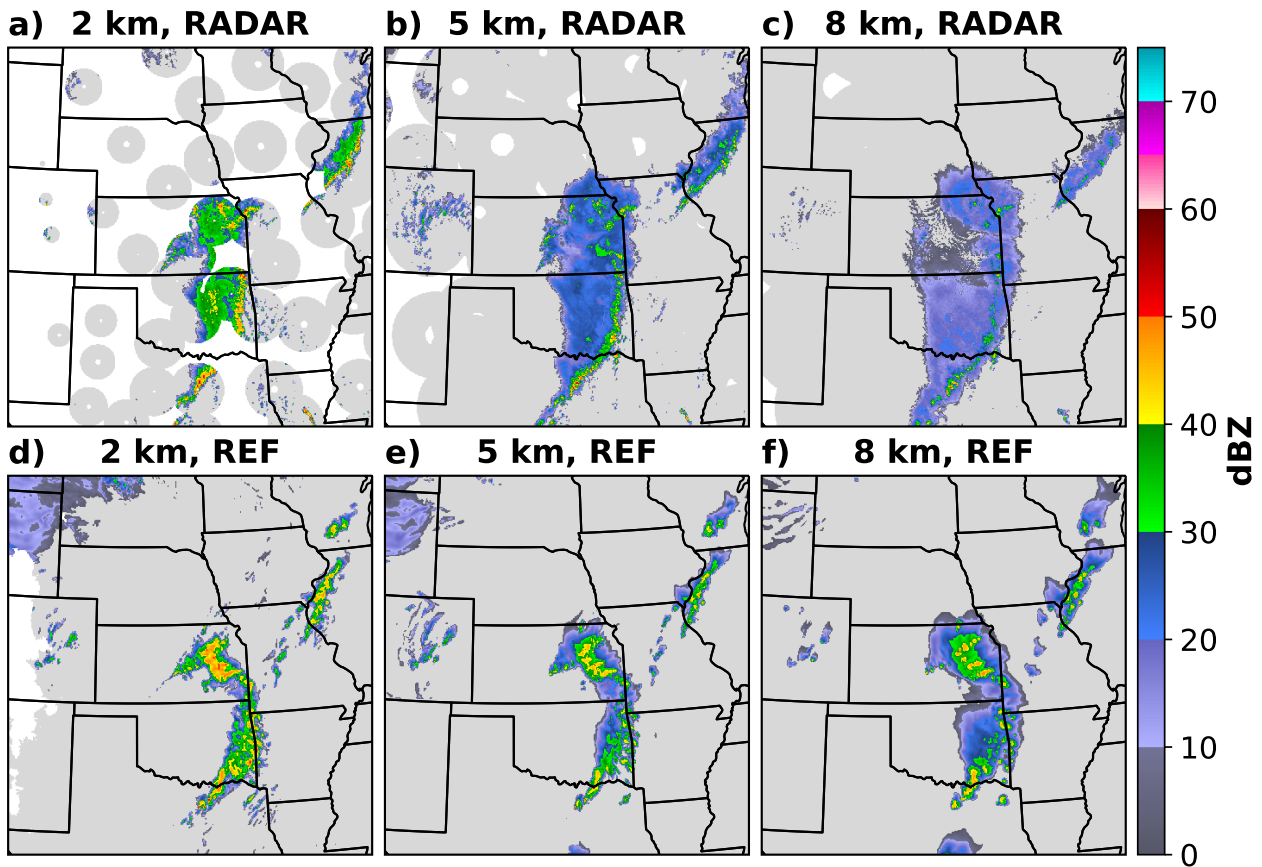 a) 2 km, RADAR
b) 5 km, RADAR
c) 8 km, RADAR
d) 2 km, REF
e) 5 km, REF
f) 8 km, REF
70
60
50
40
30
20
10
0
dBZ